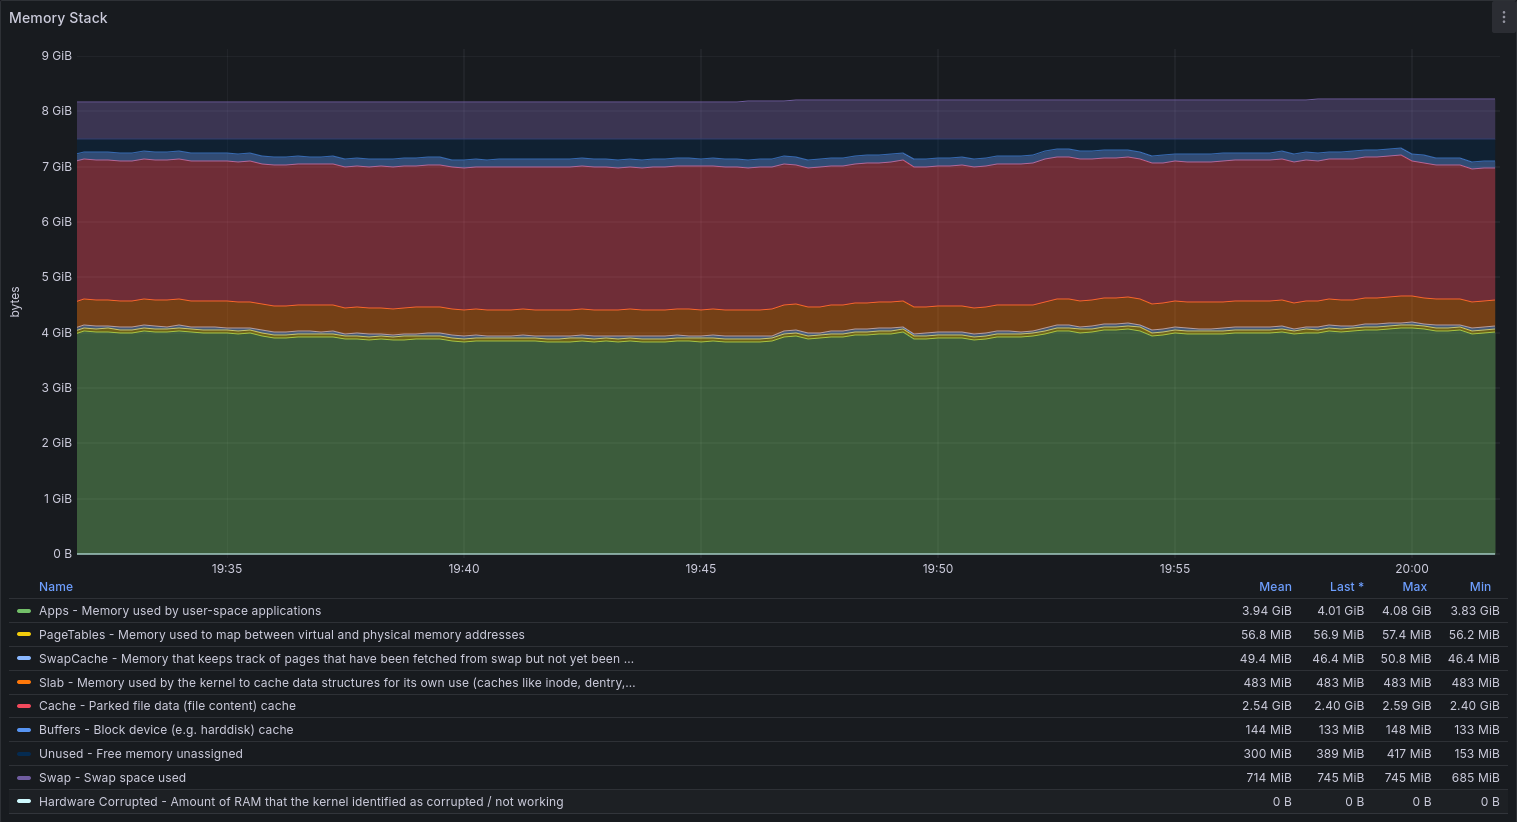 Memory Stack
9 GiB
8 GiB
7 GiB
6 GiB
5 GiB
4 GiB
3 GiB
2 GiB
1 GiB
0 B
bytes
19:35 19:40 19:45 19:50 19:55 20:00
Name Mean Last * Max Min
Apps - Memory used by user-space applications 3.94 GiB 4.01 GiB 4.08 GiB 3.83 GiB
PageTables - Memory used to map between virtual and physical memory addresses 56.8 MiB 56.9 MiB 57.4 MiB 56.2 MiB
SwapCache - Memory that keeps track of pages that have been fetched from swap but not yet been ... 49.4 MiB 46.4 MiB 50.8 MiB 46.4 MiB
Slab - Memory used by the kernel to cache data structures for its own use (caches like inode, dentry,... 483 MiB 483 MiB 483 MiB 483 MiB
Cache - Parked file data (file content) cache 2.54 GiB 2.40 GiB 2.59 GiB 2.40 GiB
Buffers - Block device (e.g. harddisk) cache 144 MiB 133 MiB 148 MiB 133 MiB
Unused - Free memory unassigned 300 MiB 389 MiB 417 MiB 153 MiB
Swap - Swap space used 714 MiB 745 MiB 745 MiB 685 MiB
Hardware Corrupted - Amount of RAM that the kernel identified as corrupted / not working 0 B 0 B 0 B 0 B